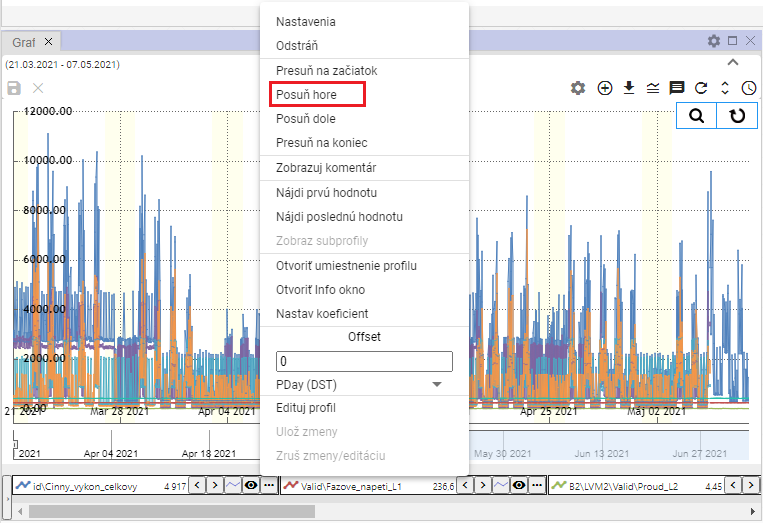 Graf
(21.03.2021 - 07.05.2021)
Nastavenia
Odstráň
Presuň na začiatok
Posuň hore
Posuň dole
Presuň na koniec
Zobrazuj komentár
Nájdi prvú hodnotu
Nájdi poslednú hodnotu
Zobraz subprofily
Otvoriť umiestnenie profilu
Otvoriť Info okno
Nastav koeficient
Offset
0
PDay (DST)
Edituj profil
Ulož zmeny
Zruš zmeny/editáciu
12000.00
10000.00
8000.00
6000.00
4000.00
2000.00
0.00
21 2021 Mar 28 2021 Apr 04 2021 Apr 25 2021 Máj 02 2021
2021 Apr 04 2021 Apr 18 2021 May 30 2021 Jun 13 2021 Jun 27 2021
id\Cinny_vykon_celkovy 4 917 Valid\Fazove_napeti_L1 236.6 B2\LVM2\Valid\Proud_L2 4.45